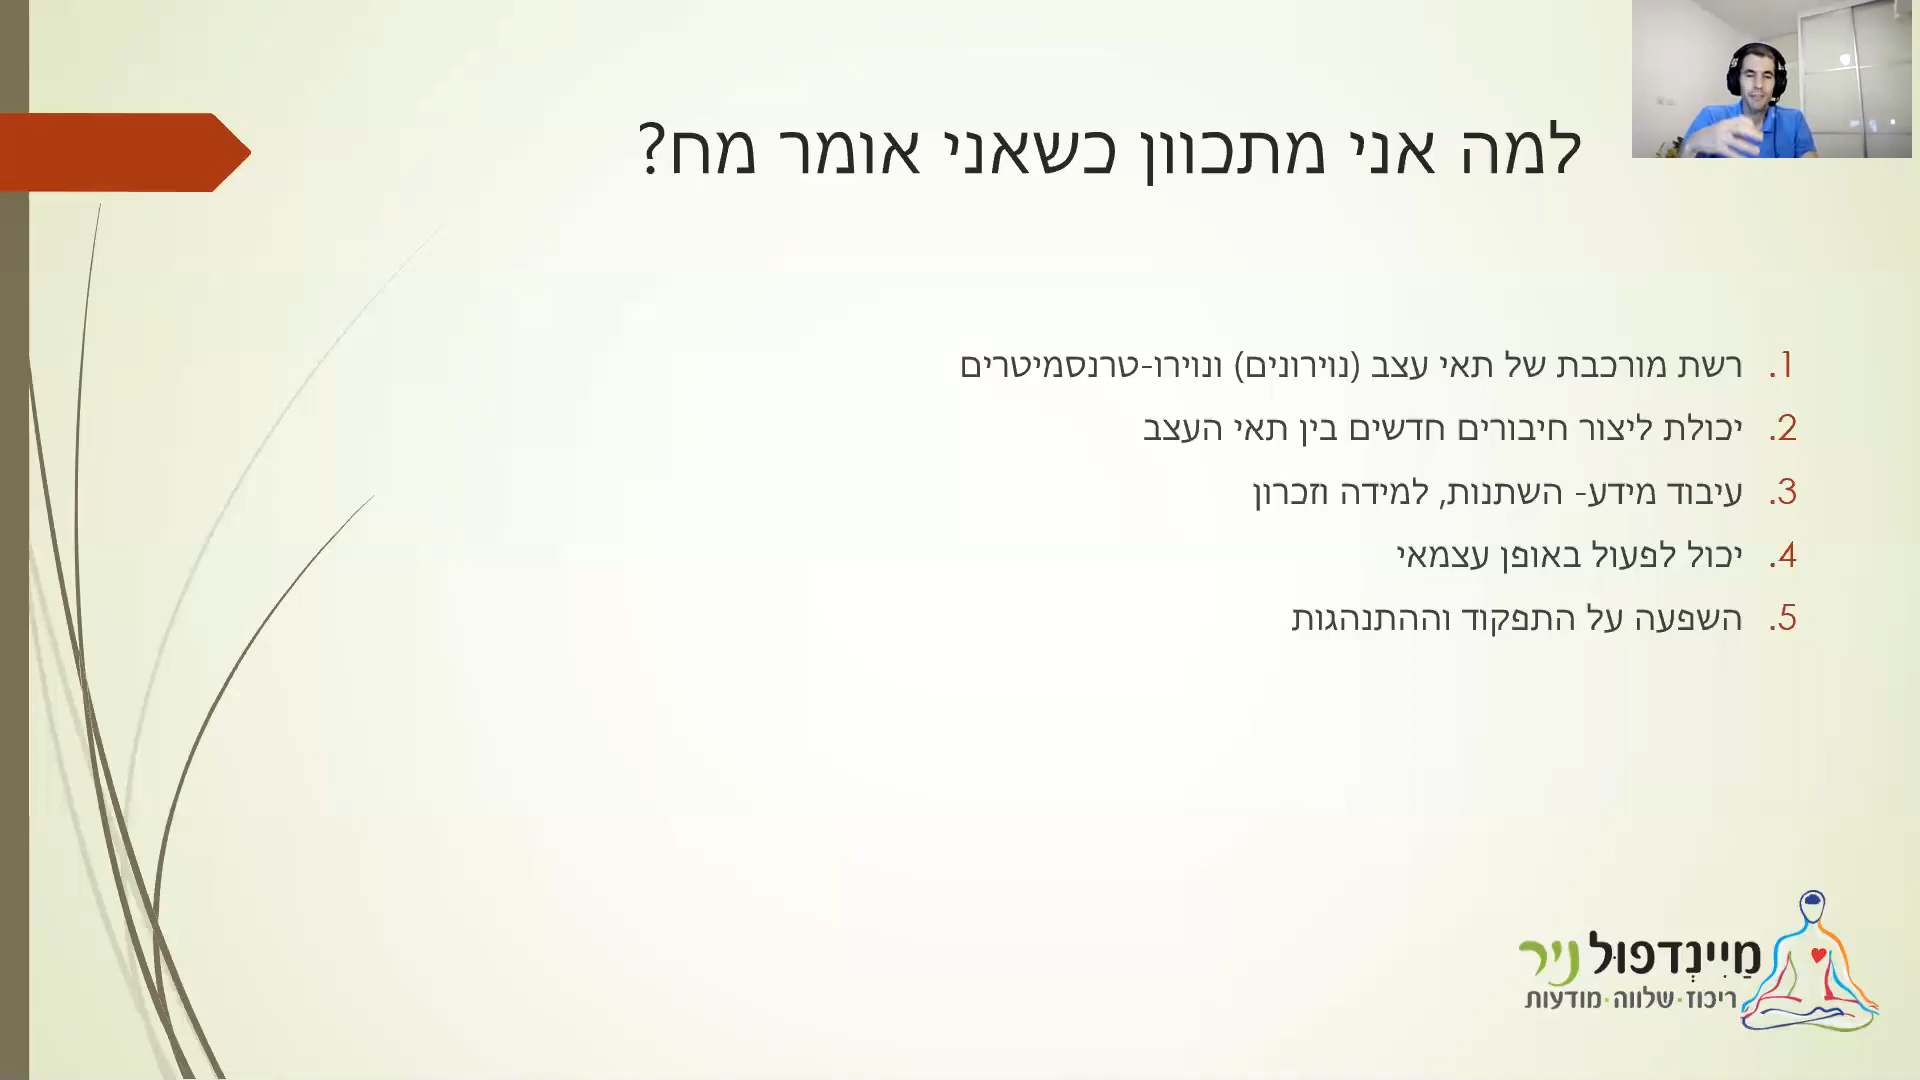 למה אני מתכוון כשאני אומר מח?
1. רשת מורכבת של תאי עצב (נוירונים) ונוירו-טרנסמיטרים
2. יכולת ליצור חיבורים חדשים בין תאי העצב
3. עיבוד מידע- השתנות, למידה וזכרון
4. יכול לפעול באופן עצמאי
5. השפעה על התפקוד וההתנהגות
מַיינְדפוּל ניר
ריכוז·שלווה·מודעות